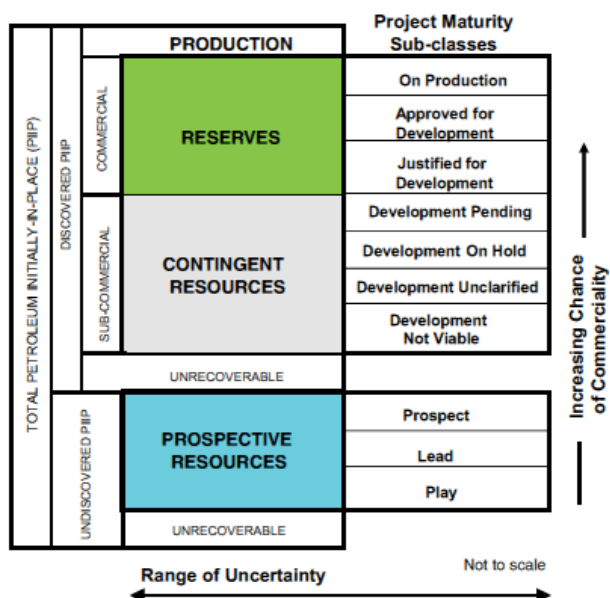 PRODUCTION
Project Maturity
Sub-classes
TOTAL PETROLEUM INITIALLY-IN-PLACE (PIIP)
DISCOVERED PIIP
COMMERCIAL
RESERVES
On Production
Approved for
Development
Justified for
Development
SUB-COMMERCIAL
CONTINGENT
RESOURCES
Development Pending
Development On Hold
Development Unclarified
Development
Not Viable
UNRECOVERABLE
UNDISCOVERED PIIP
PROSPECTIVE
RESOURCES
Prospect
Lead
Play
UNRECOVERABLE
Increasing Chance
of Commerciality
Range of Uncertainty
Not to scale